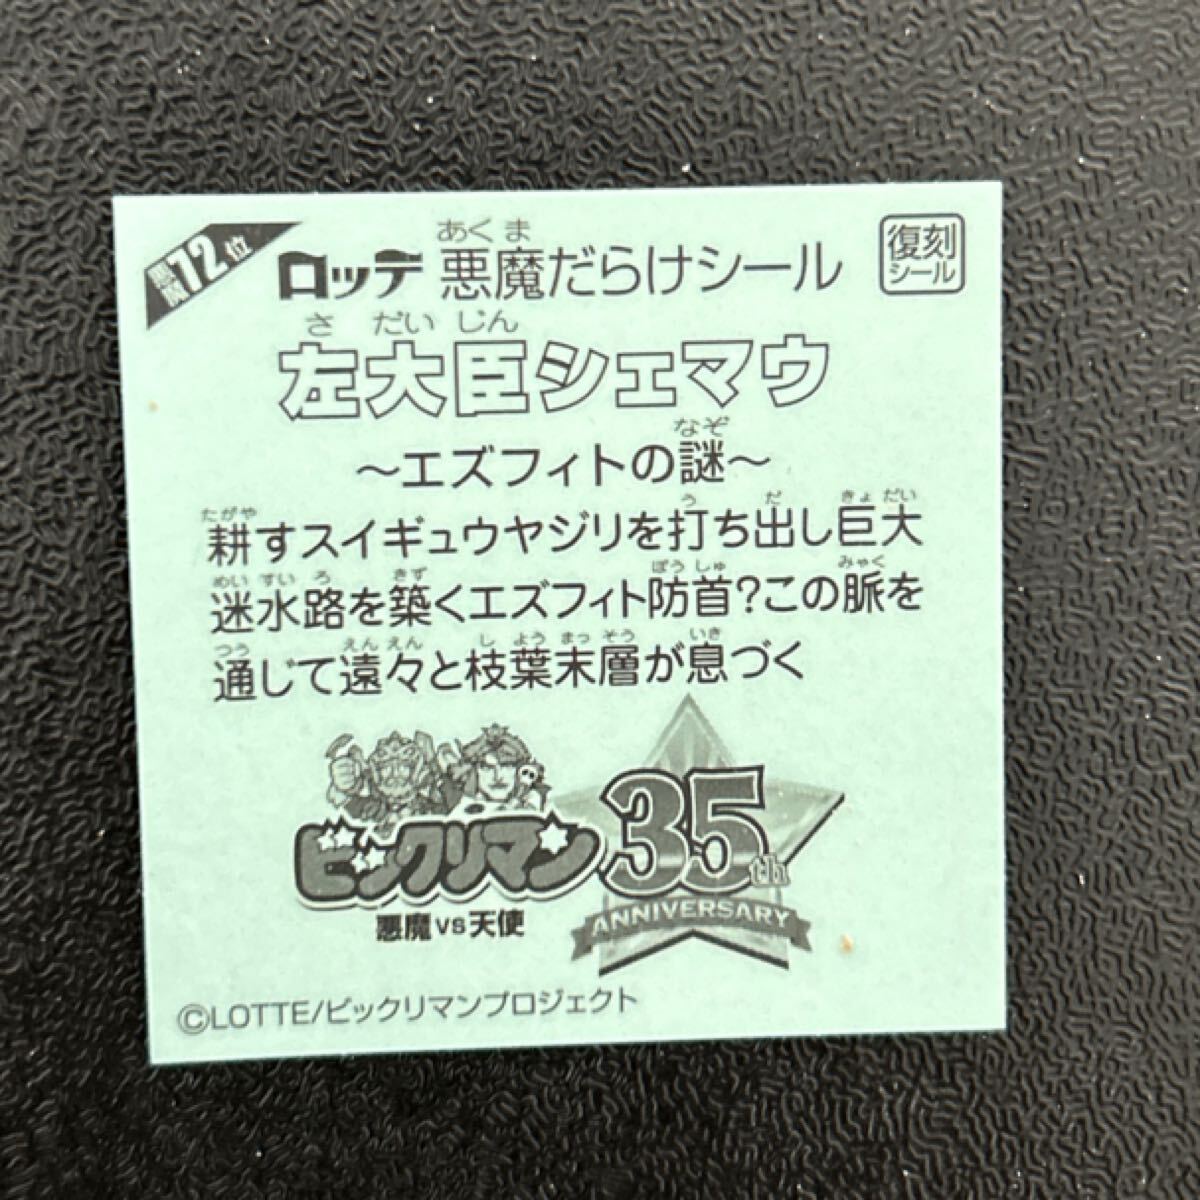 悪魔72位
ロッテ 悪魔だらけシール
あくま
復刻
シール
さだいじん
左大臣シェマウ
なぞ
～エズフィトの謎～
たがや う だ きょ だい
耕すスイギュウヤジリを打ち出し巨大
めい すい ろ きず ぼう しゅ みゃく
迷水路を築くエズフィト防首?この脈を
つう えん えん し よう まっ そう いき
通じて遠々と枝葉末層が息づく
ビックリマン
悪魔 VS 天使
35th
ANNIVERSARY
©LOTTE/ビックリマンプロジェクト